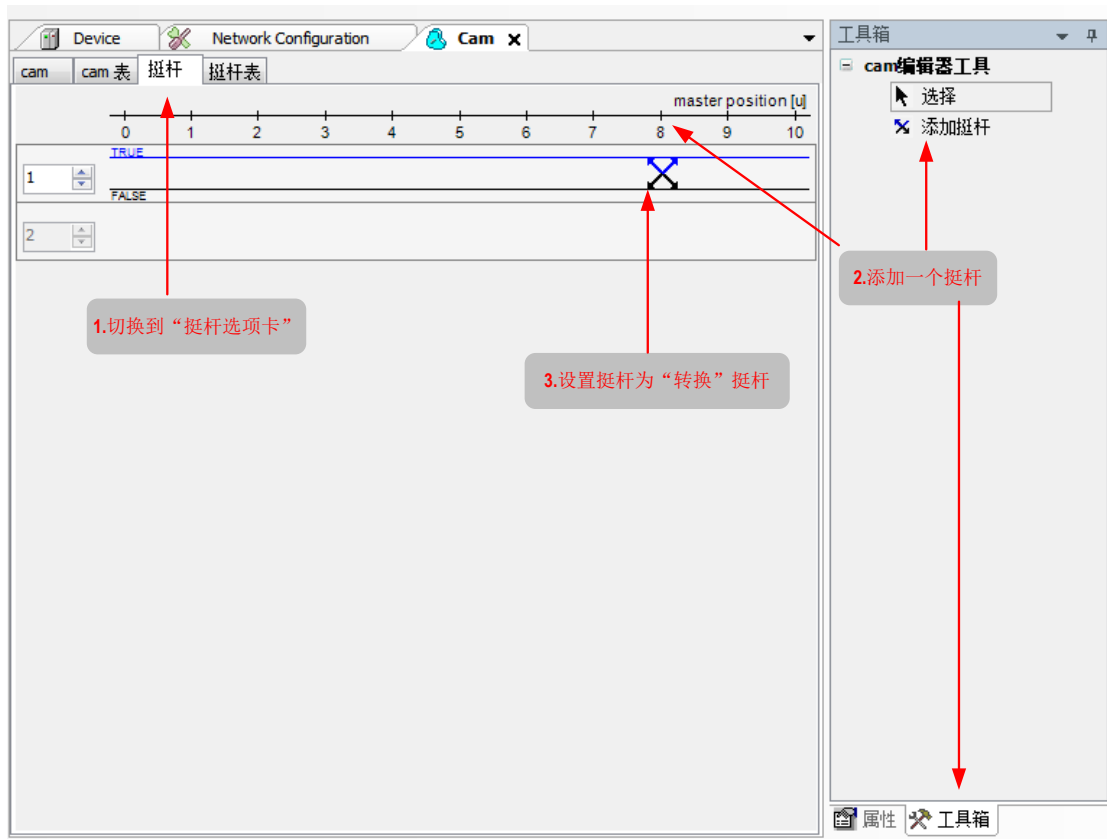 Device
Network Configuration
Cam
cam
cam 表
挺杆
挺杆表
master position [u]
0 1 2 3 4 5 6 7 8 9 10
TRUE
1
FALSE
2
1.切换到“挺杆选项卡”
3.设置挺杆为“转换”挺杆
工具箱
cam编辑器工具
选择
添加挺杆
2.添加一个挺杆
属性
工具箱